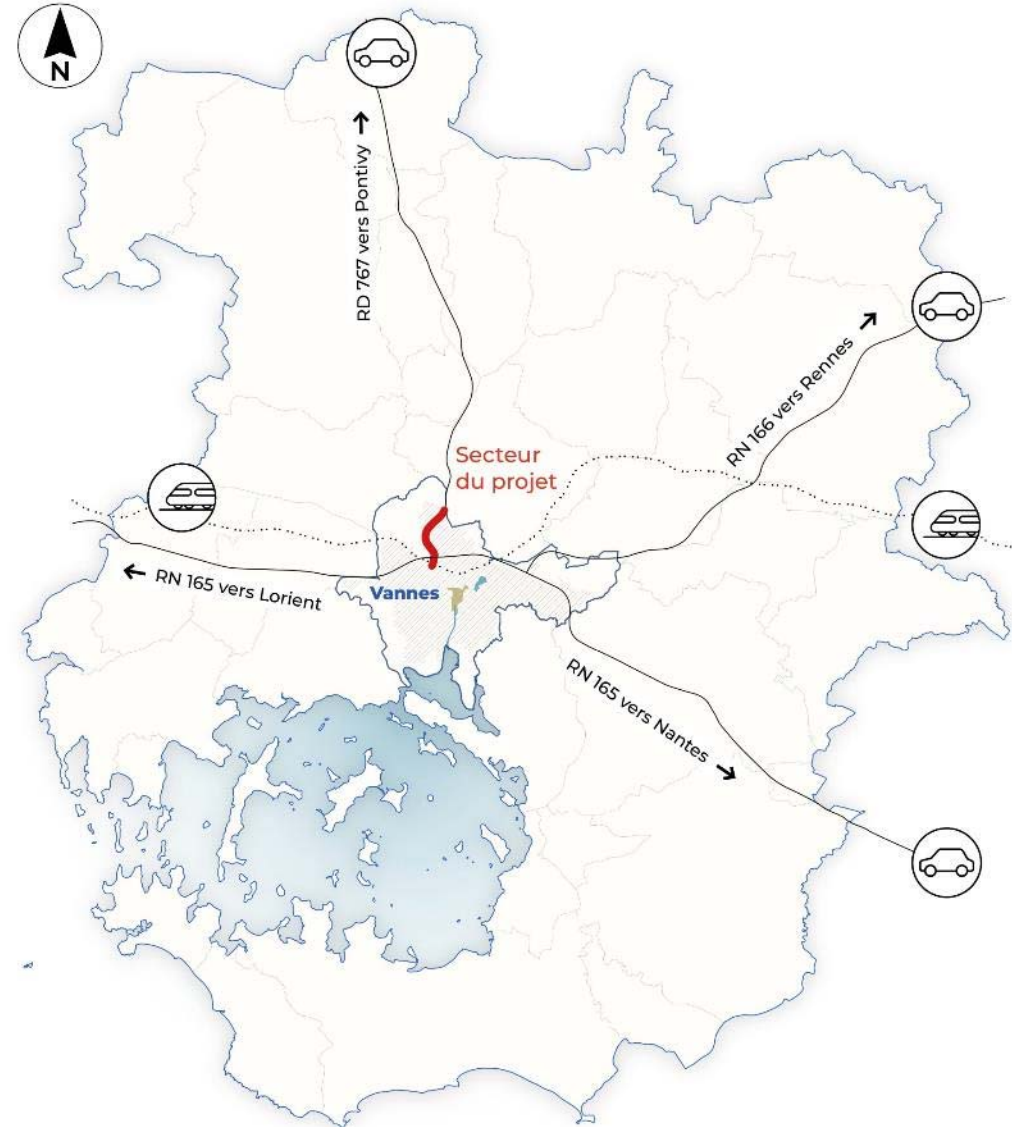 N
RD 767 vers Pontivy
RN 166 vers Rennes
Secteur
du projet
RN 165 vers Lorient
Vannes
RN 165 vers Nantes